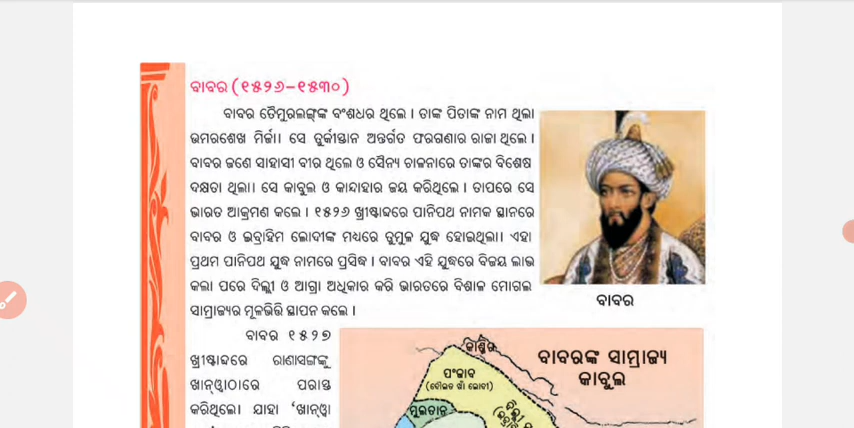 ବାବର (୧୫୨୬–୧୫୩୦)
ବାବର ତୈମୁରଲଙ୍ଗ୍‌ଙ୍କ ବଂଶଧର ଥିଲେ । ତାଙ୍କ ପିତାଙ୍କ ନାମ ଥିଲା
ଉମରଶେଖ ମିର୍ଜା। ସେ ତୁର୍କୀସ୍ତାନ ଅନ୍ତର୍ଗତ ଫରଗଣାର ରାଜା ଥିଲେ ।
ବାବର ଜଣେ ସାହାସୀ ବୀର ଥିଲେ ଓ ସୈନ୍ୟ ଚାଳନାରେ ତାଙ୍କର ବିଶେଷ
ଦକ୍ଷତା ଥିଲା। ସେ କାବୁଲ ଓ କାନ୍ଦାହାର ଜୟ କରିଥିଲେ । ତାପରେ ସେ
ଭାରତ ଆକ୍ରମଣ କଲେ । ୧୫୨୬ ଖ୍ରୀଷ୍ଟାବ୍ଦରେ ପାନିପଥ ନାମକ ସ୍ଥାନରେ
ବାବର ଓ ଇବ୍ରାହିମ ଲୋଦୀଙ୍କ ମଧ୍ୟରେ ତୁମୁଳ ଯୁଦ୍ଧ ହୋଇଥିଲା। ଏହା
ପ୍ରଥମ ପାନିପଥ ଯୁଦ୍ଧ ନାମରେ ପ୍ରସିଦ୍ଧ । ବାବର ଏହି ଯୁଦ୍ଧରେ ବିଜୟ ଲାଭ
କଲା ପରେ ଦିଲ୍ଲୀ ଓ ଆଗ୍ରା ଅଧିକାର କରି ଭାରତରେ ବିଶାଳ ମୋଗଲ
ସାମ୍ରାଜ୍ୟର ମୂଳଭିତ୍ତି ସ୍ଥାପନ କଲେ ।
ବାବର
ବାବର ୧୫୨୭
ଖ୍ରୀଷ୍ଟାବ୍ଦରେ ରାଣାସଙ୍ଗଙ୍କୁ
ଖାନ୍‌ୱାଠାରେ ପରାସ୍ତ
କରିଥିଲେ। ଯାହା ‘ଖାନ୍‌ୱା
ବାବରଙ୍କ ସାମ୍ରାଜ୍ୟ
କାବୁଲ
କାଶ୍ମିର
ପଂଜାବ
(ଦୌଲତ ଖାଁ ଲୋଦୀ)
ମୁଲତାନ